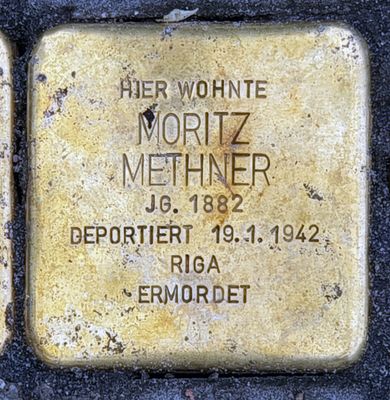 HIER WOHNTE
MORITZ
METHNER
JG. 1882
DEPORTIERT 19.1.1942
RIGA
ERMORDET